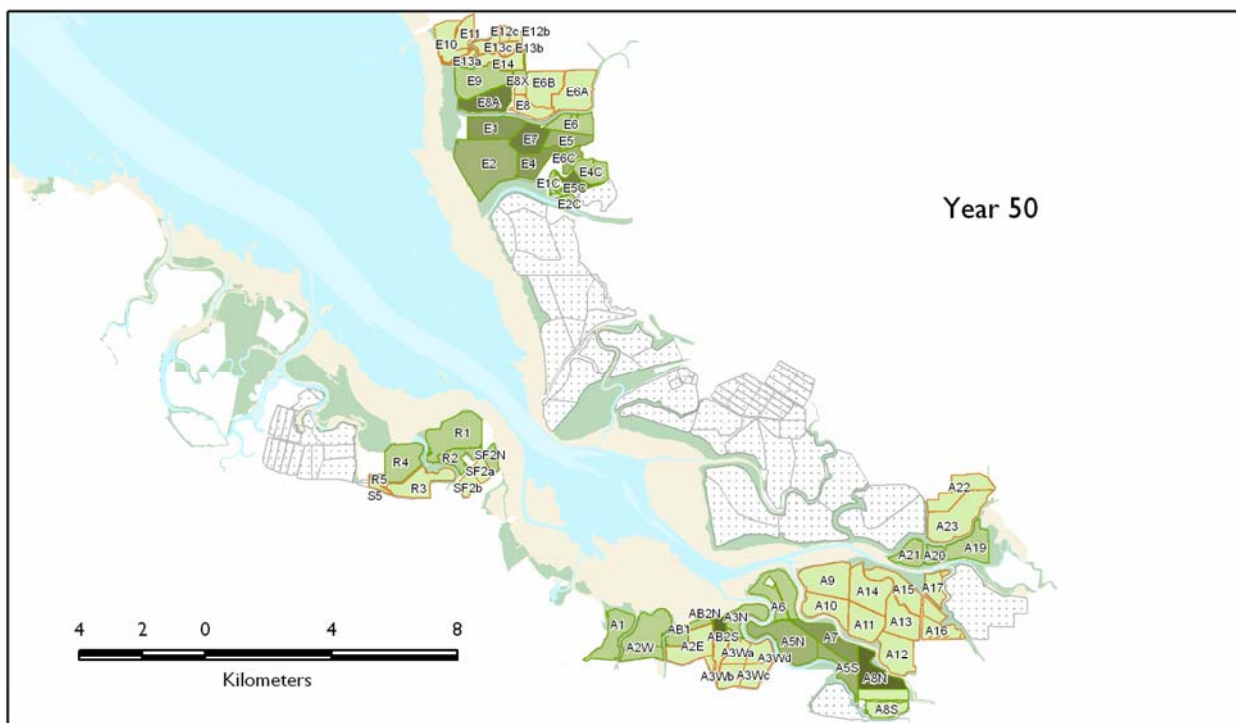 E11
E12c E12b
E10
E13c E13b
E13a E14
E9 E8X E6B
E6A
E8A E8
E1 E6
E7 E5
E2 E4 E6C
E4C
E1C E5C
E2C
Year 50
R1
R4 R2 SF2N
SF2a
R5 R3 SF2b
S5
A22
A23
A21 A20 A19
A9 A14 A15 A17
A10
A11 A13 A16
A12
A6
AB2N A3N
A1 AB1
A2W A2E AB2S
A3Wa A3Wd
A3Wb A3Wc
A5N A7
A5S A8N
A8S
4 2 0 4 8
Kilometers